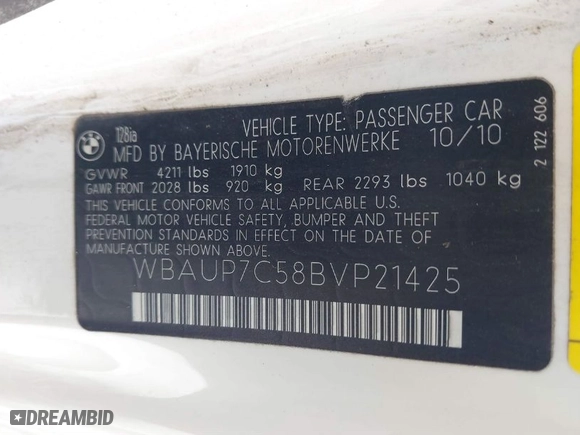 128ia
VEHICLE TYPE: PASSENGER CAR
MFD BY BAYERISCHE MOTORENWERKE 10/10
GVWR 4211 lbs 1910 kg
GAWR FRONT 2028 lbs 920 kg REAR 2293 lbs 1040 kg
THIS VEHICLE CONFORMS TO ALL APPLICABLE U.S.
FEDERAL MOTOR VEHICLE SAFETY, BUMPER AND THEFT
PREVENTION STANDARDS IN EFFECT ON THE DATE OF
MANUFACTURE SHOWN ABOVE.
WBAUP7C58BVP21425
2 122 606
DREAMBID